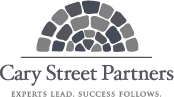 Cary Street Partners
EXPERTS LEAD. SUCCESS FOLLOWS.